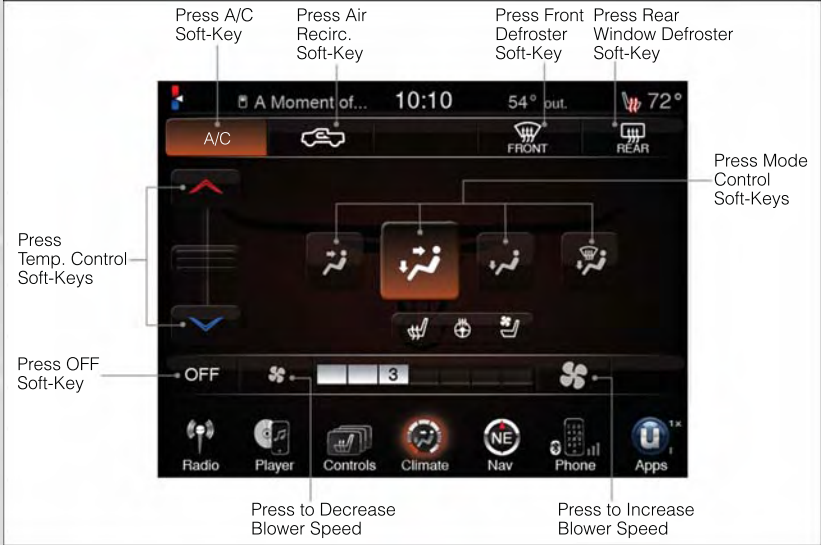 Press A/C
Soft-Key
Press Air
Recirc.
Soft-Key
Press Front
Defroster
Soft-Key
Press Rear
Window Defroster
Soft-Key
A Moment of... 10:10 54° out. 72°
A/C
FRONT
REAR
Press Mode
Control
Soft-Keys
Press
Temp. Control
Soft-Keys
Press OFF
Soft-Key
OFF
3
NE
U
1x
Radio Player Controls Climate Nav Phone Apps
Press to Decrease
Blower Speed
Press to Increase
Blower Speed